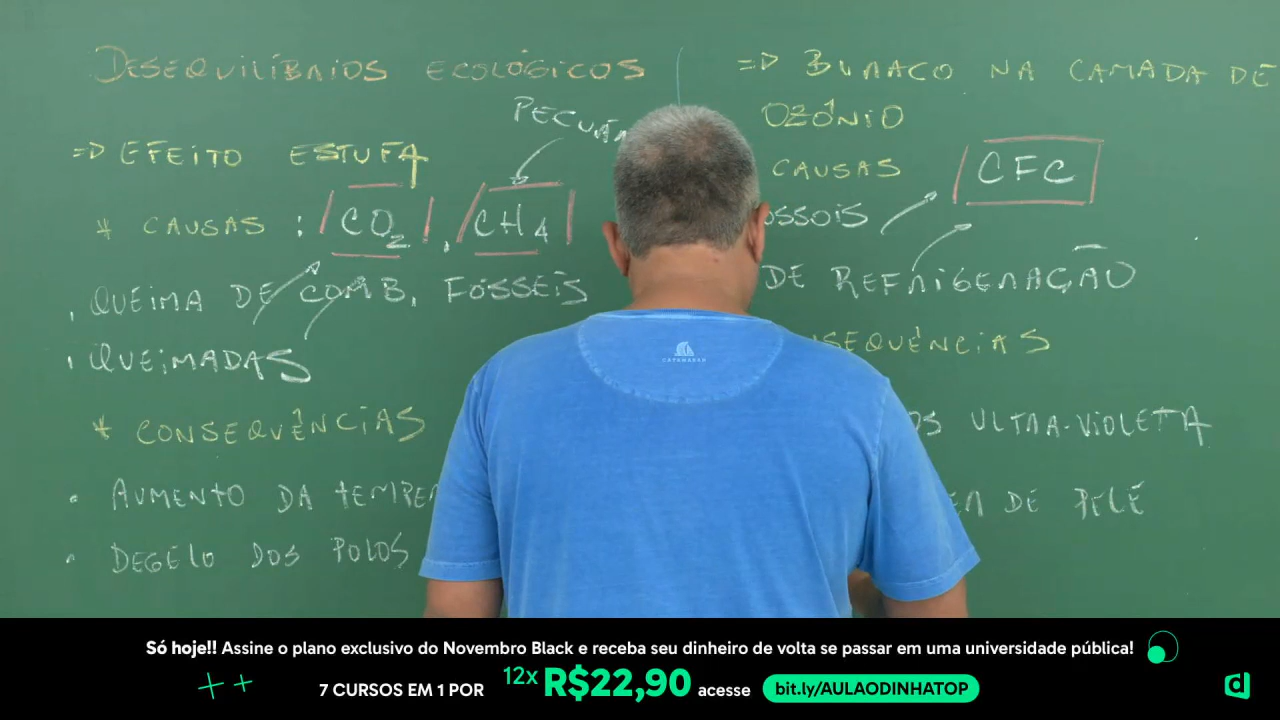 DESEQUILÍBRIOS ECOLÓGICOS
PECUÁ
=> EFEITO ESTUFA
* CAUSAS : CO2, CH4
. QUEIMA DE COMB. FÓSSEIS
. QUEIMADAS
* CONSEQUÊNCIAS
. AUMENTO DA TEMPE
. DEGELO DOS POLOS
=> BURACO NA CAMADA DE
OZÔNIO
CAUSAS
CFC
OSSOIS
DE REFRIGERAÇÃO
NSEQUÊNCIAS
OS ULTRA-VIOLETA
DE PELE
CATAMARAN
Só hoje!! Assine o plano exclusivo do Novembro Black e receba seu dinheiro de volta se passar em uma universidade pública!
7 CURSOS EM 1 POR 12x R$22,90 acesse bit.ly/AULAODINHATOP
d